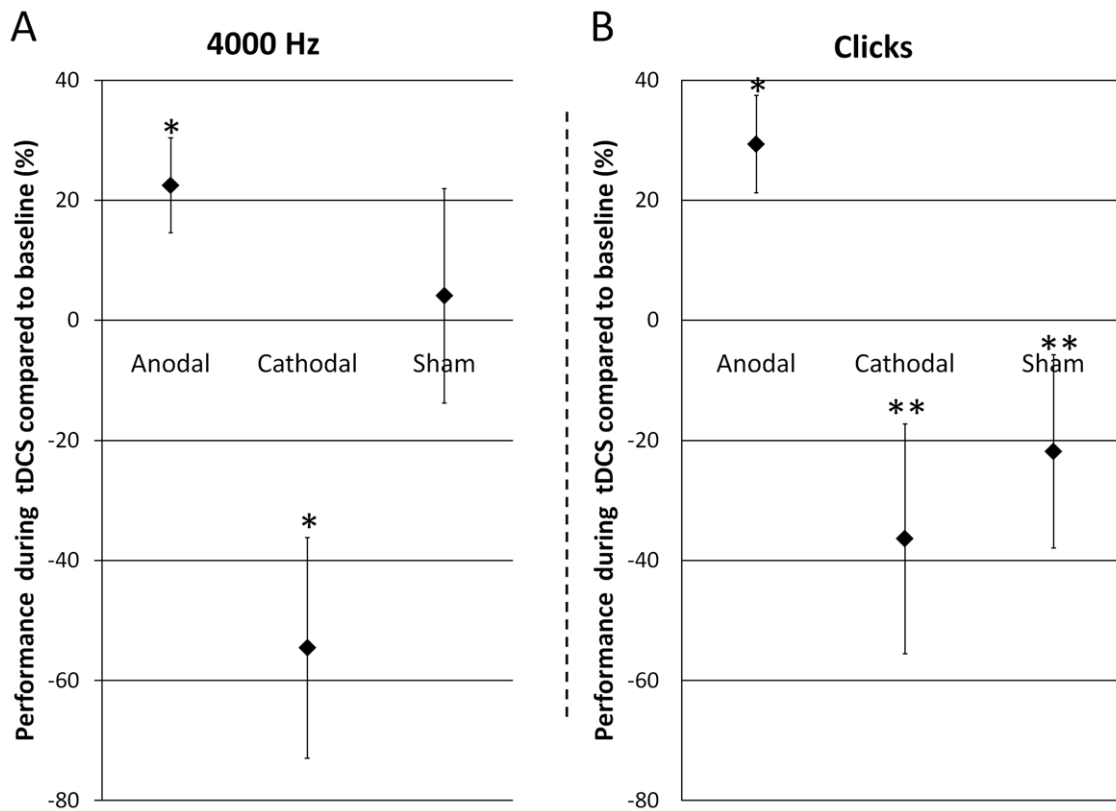 A
4000 Hz
Performance during tDCS compared to baseline (%)
40
20
0
-20
-40
-60
-80
*
*
Anodal Cathodal Sham
B
Clicks
Performance during tDCS compared to baseline (%)
40
20
0
-20
-40
-60
-80
*
**
**
Anodal Cathodal Sham